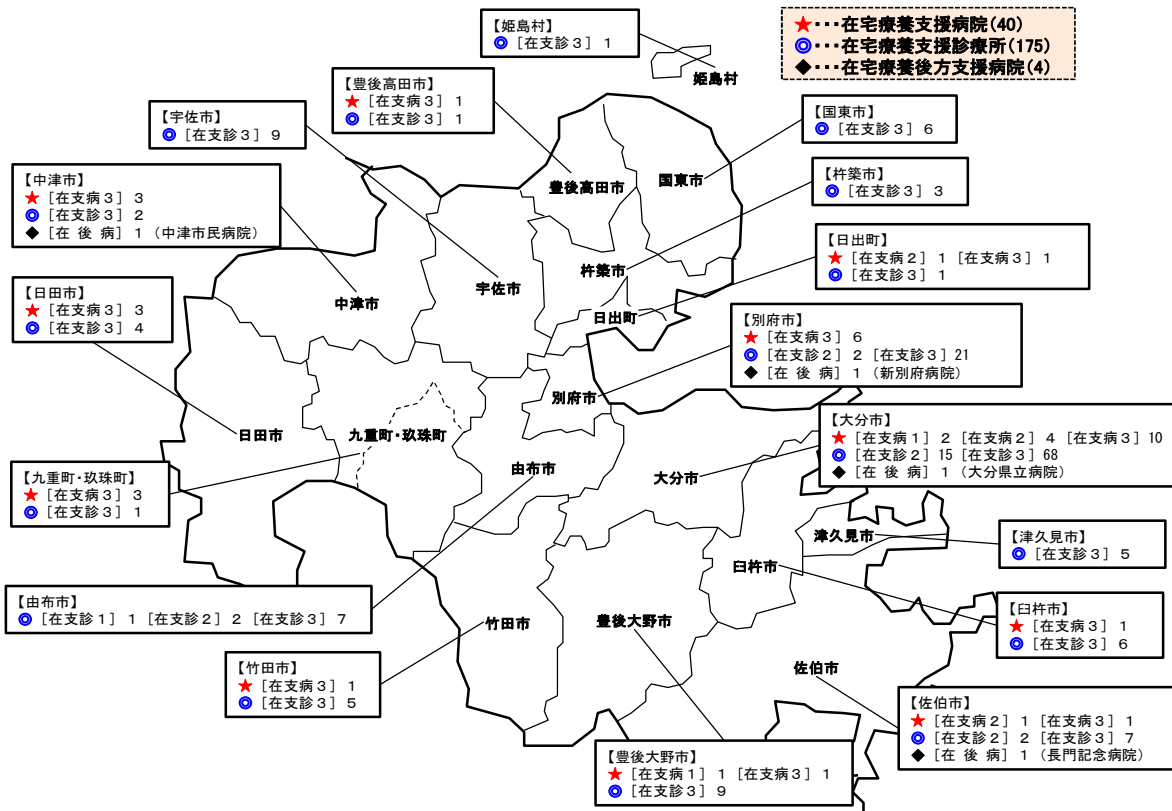 ★･･･在宅療養支援病院(40)
◎･･･在宅療養支援診療所(175)
◆･･･在宅療養後方支援病院(4)
【姫島村】
◎ [在支診3] 1
姫島村
【豊後高田市】
★ [在支病3] 1
◎ [在支診3] 1
【宇佐市】
◎ [在支診3] 9
【国東市】
◎ [在支診3] 6
【中津市】
★ [在支病3] 3
◎ [在支診3] 2
◆ [在 後 病] 1 (中津市民病院)
【杵築市】
◎ [在支診3] 3
【日出町】
★ [在支病2] 1 [在支病3] 1
◎ [在支診3] 1
【日田市】
★ [在支病3] 3
◎ [在支診3] 4
【別府市】
★ [在支病3] 6
◎ [在支診2] 2 [在支診3] 21
◆ [在 後 病] 1 (新別府病院)
豊後高田市
国東市
杵築市
宇佐市
中津市
日出町
別府市
九重町・玖珠町
日田市
由布市
大分市
【大分市】
★ [在支病1] 2 [在支病2] 4 [在支病3] 10
◎ [在支診2] 15 [在支診3] 68
◆ [在 後 病] 1 (大分県立病院)
【九重町・玖珠町】
★ [在支病3] 3
◎ [在支診3] 1
津久見市
【津久見市】
◎ [在支診3] 5
臼杵市
【由布市】
◎ [在支診1] 1 [在支診2] 2 [在支診3] 7
【臼杵市】
★ [在支病3] 1
◎ [在支診3] 6
竹田市
豊後大野市
佐伯市
【竹田市】
★ [在支病3] 1
◎ [在支診3] 5
【佐伯市】
★ [在支病2] 1 [在支病3] 1
◎ [在支診2] 2 [在支診3] 7
◆ [在 後 病] 1 (長門記念病院)
【豊後大野市】
★ [在支病1] 1 [在支病3] 1
◎ [在支診3] 9